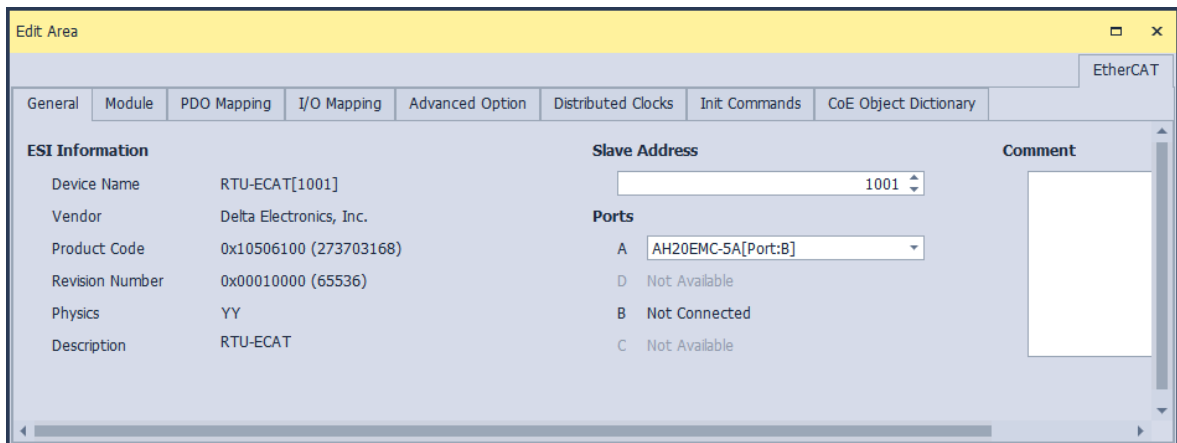 Edit Area
EtherCAT
General Module PDO Mapping I/O Mapping Advanced Option Distributed Clocks Init Commands CoE Object Dictionary
ESI Information Slave Address Comment
Device Name RTU-ECAT[1001] 1001
Vendor Delta Electronics, Inc. Ports
Product Code 0x10506100 (273703168) A AH20EMC-5A[Port:B]
Revision Number 0x00010000 (65536) D Not Available
Physics YY B Not Connected
Description RTU-ECAT C Not Available